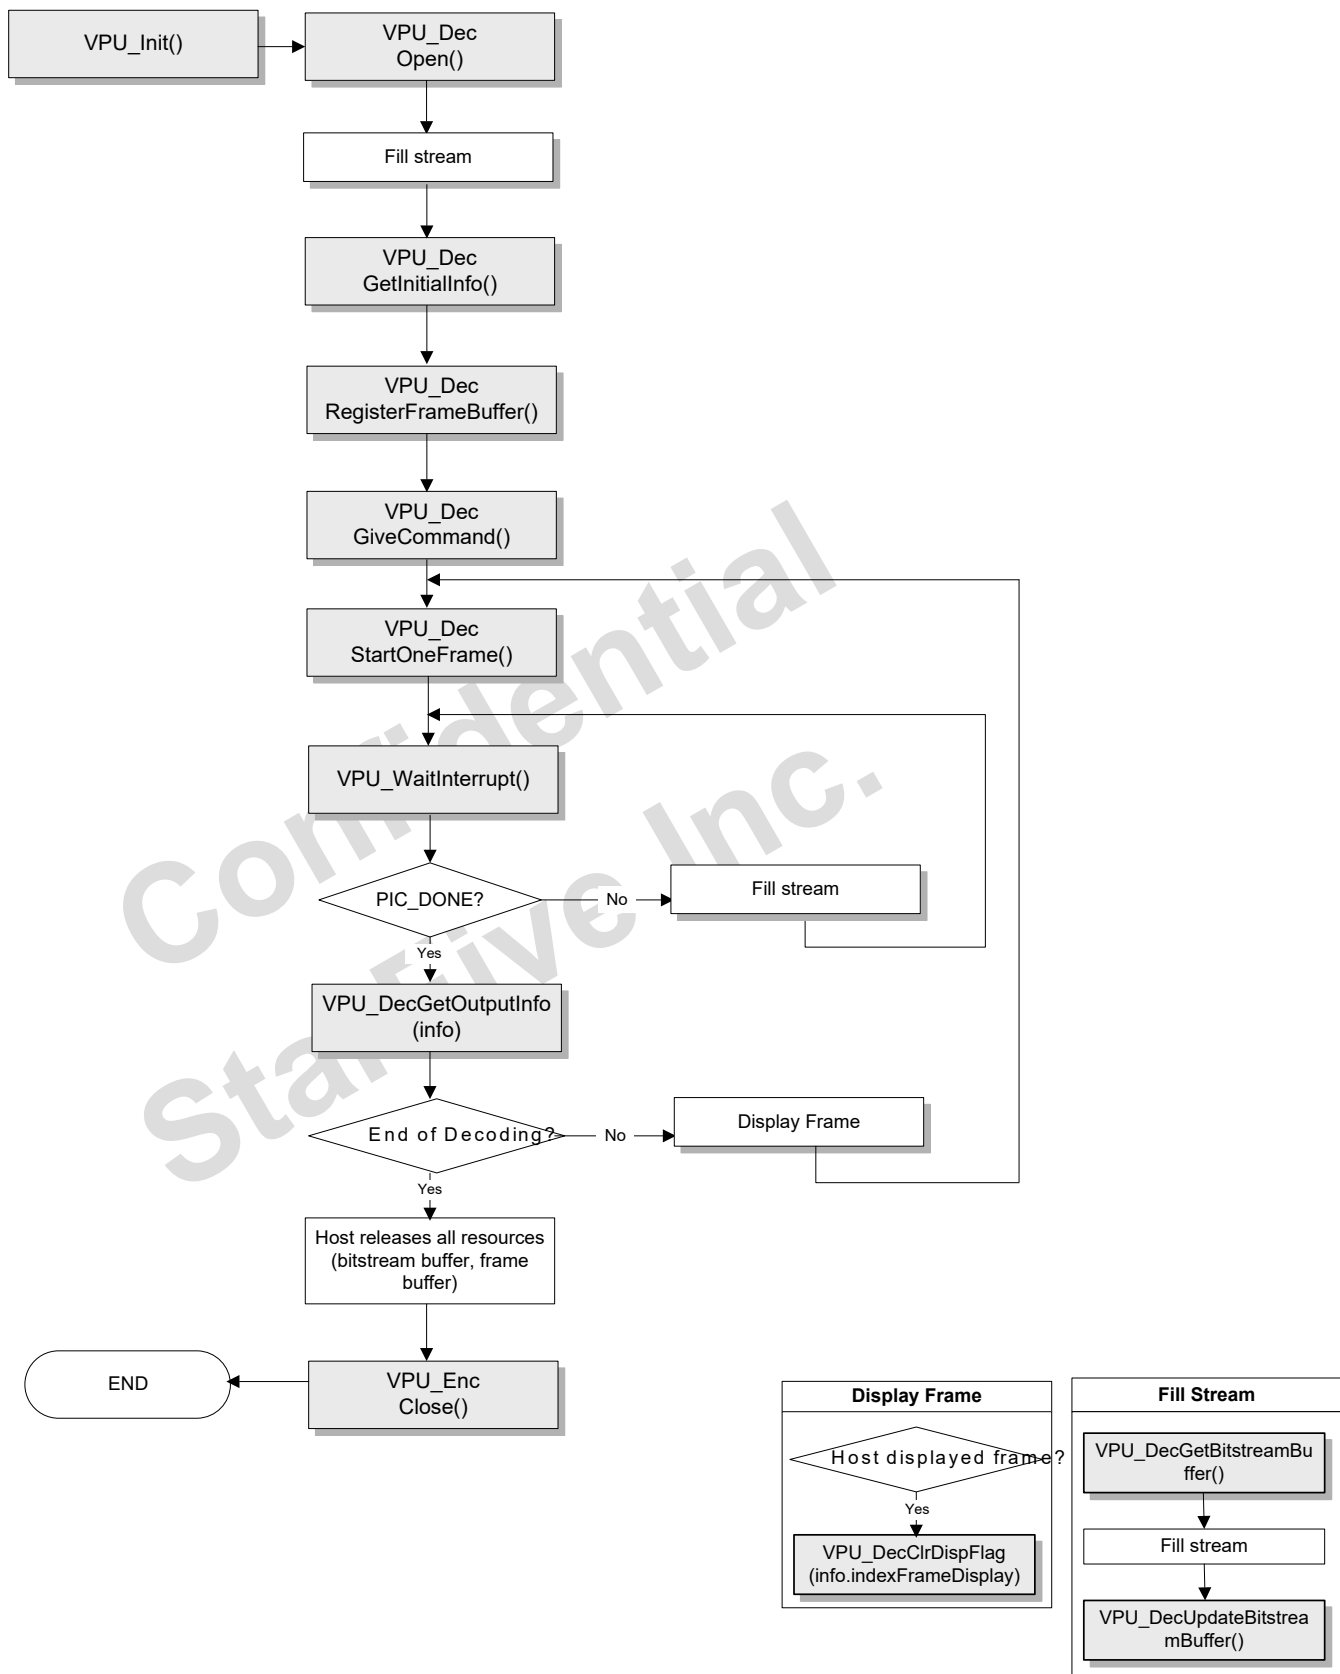 VPU_Init()
VPU_Dec
Open()
Fill stream
VPU_Dec
GetInitialInfo()
VPU_Dec
RegisterFrameBuffer()
VPU_Dec
GiveCommand()
VPU_Dec
StartOneFrame()
VPU_WaitInterrupt()
PIC_DONE?
No
Fill stream
Yes
VPU_DecGetOutputInfo
(info)
End of Decoding?
No
Display Frame
Yes
Host releases all resources
(bitstream buffer, frame
buffer)
VPU_Enc
Close()
END
Display Frame
Host displayed frame?
Yes
VPU_DecClrDispFlag
(info.indexFrameDisplay)
Fill Stream
VPU_DecGetBitstreamBu
ffer()
Fill stream
VPU_DecUpdateBitstrea
mBuffer()
Confidential
StarFive Inc.